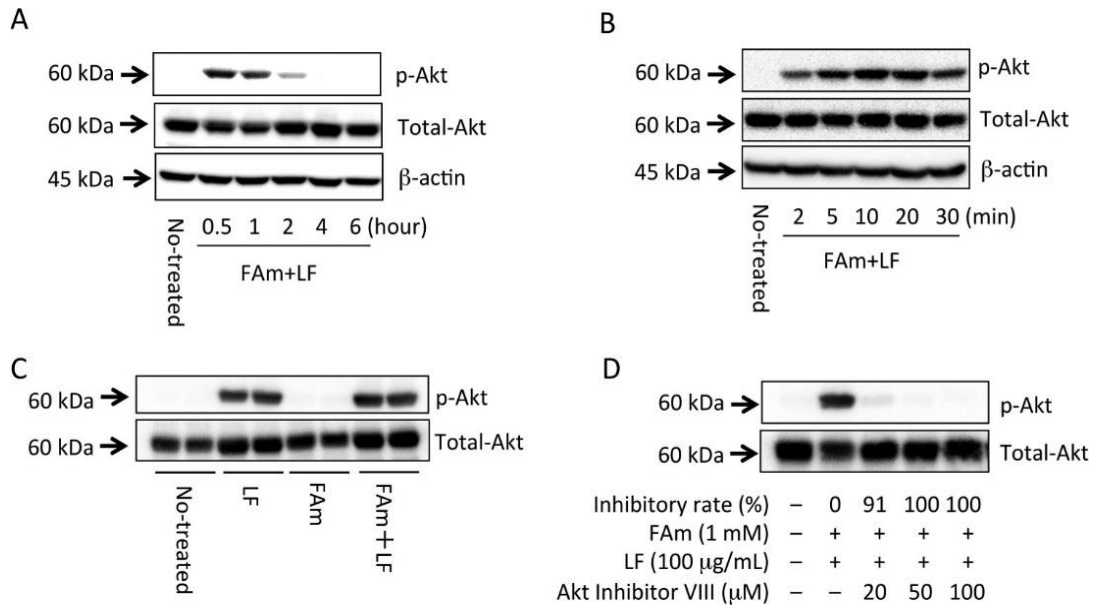 A
60 kDa p-Akt
60 kDa Total-Akt
45 kDa β-actin
No-treated
0.5 1 2 4 6 (hour)
FAm+LF
B
60 kDa p-Akt
60 kDa Total-Akt
45 kDa β-actin
No-treated
2 5 10 20 30 (min)
FAm+LF
C
60 kDa p-Akt
60 kDa Total-Akt
No-treated
LF
FAm
FAm+LF
D
60 kDa p-Akt
60 kDa Total-Akt
Inhibitory rate (%) – 0 91 100 100
FAm (1 mM) – + + + +
LF (100 μg/mL) – + + + +
Akt Inhibitor VIII (μM) – – 20 50 100